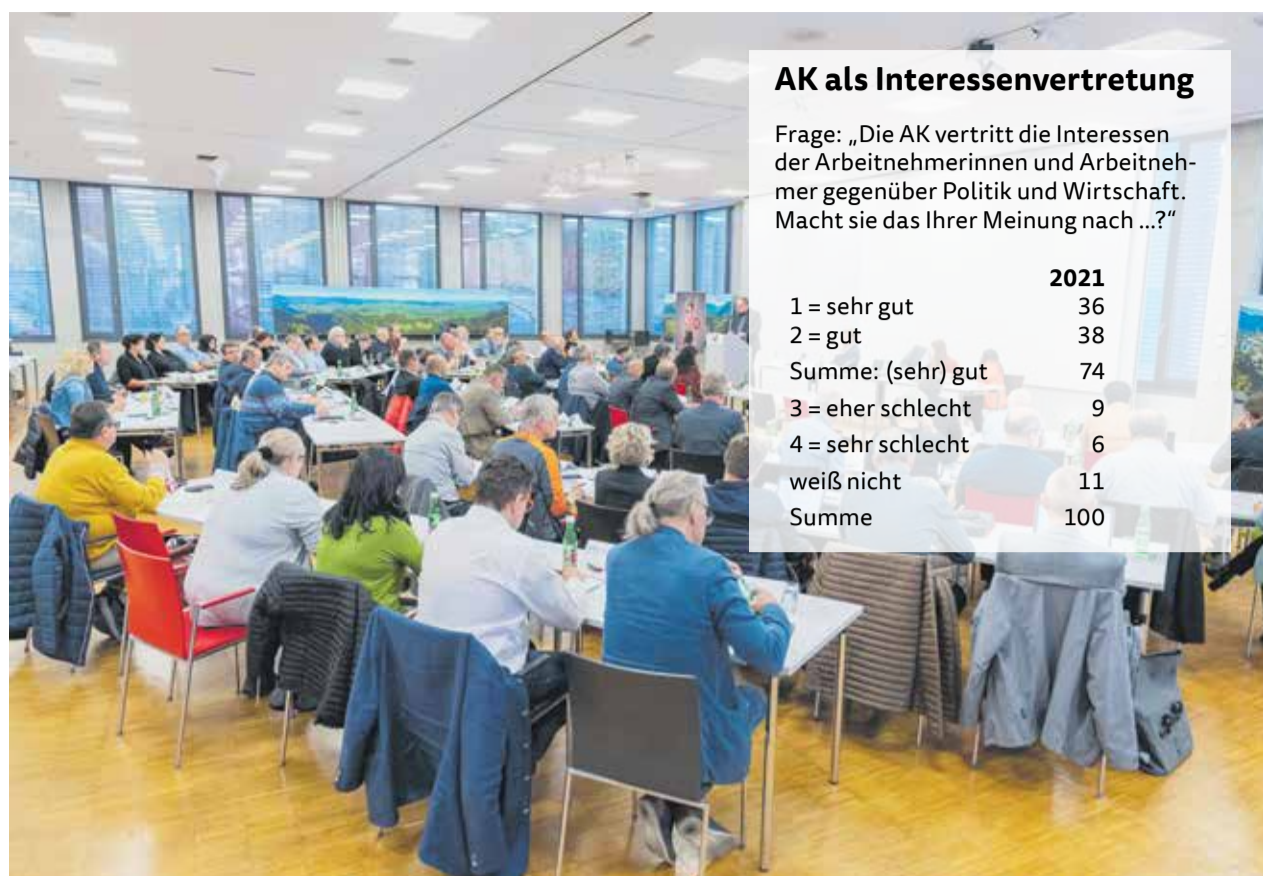 AK als Interessenvertretung
Frage: „Die AK vertritt die Interessen
der Arbeitnehmerinnen und Arbeitneh-
mer gegenüber Politik und Wirtschaft.
Macht sie das Ihrer Meinung nach ...?“
2021
1 = sehr gut 36
2 = gut 38
Summe: (sehr) gut 74
3 = eher schlecht 9
4 = sehr schlecht 6
weiß nicht 11
Summe 100